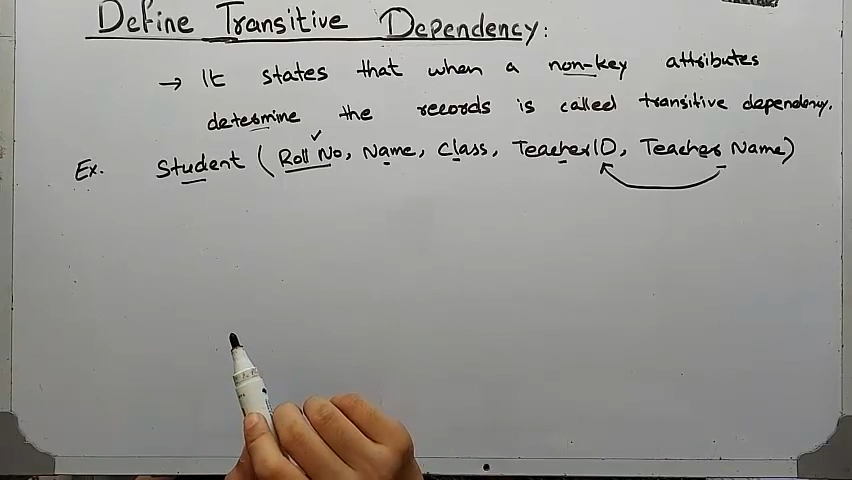 Define Transitive Dependency:
→ It states that when a non-key attributes
determine the records is called transitive dependency.
Ex. Student (Roll No, Name, Class, TeacherID, Teacher Name)